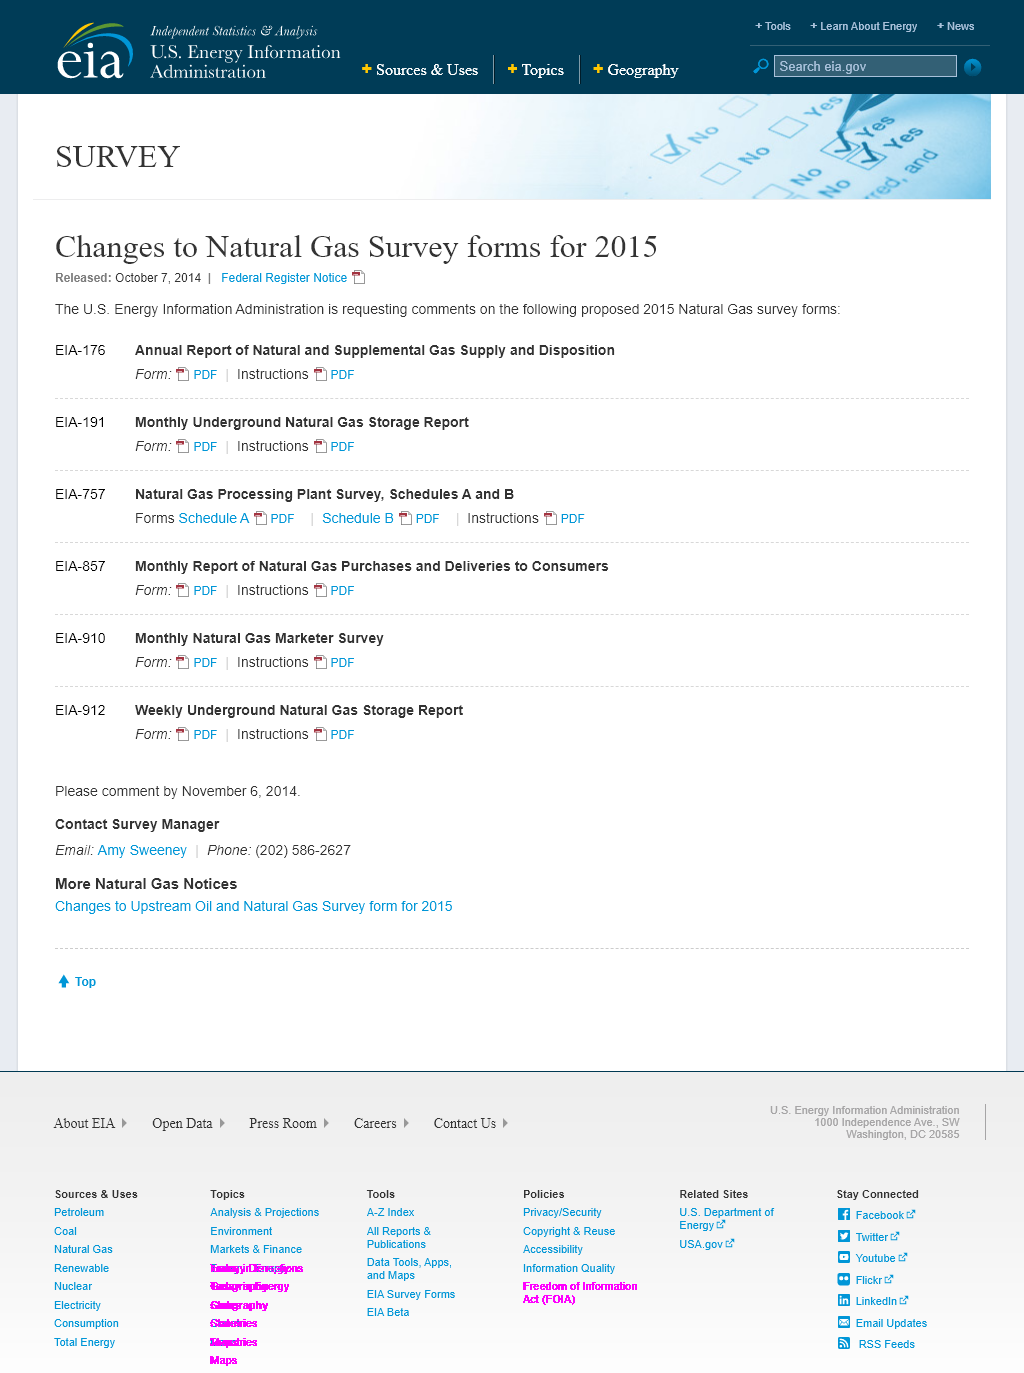 Independent Statistics & Analysis
U.S. Energy Information
Administration
eia
+ Tools + Learn About Energy + News
+ Sources & Uses + Topics + Geography
Search eia.gov
SURVEY
No
Yes
No
Yes
Yes
No
No
Changes to Natural Gas Survey forms for 2015
Released: October 7, 2014 | Federal Register Notice
The U.S. Energy Information Administration is requesting comments on the following proposed 2015 Natural Gas survey forms:
EIA-176 Annual Report of Natural and Supplemental Gas Supply and Disposition
Form: PDF | Instructions PDF
EIA-191 Monthly Underground Natural Gas Storage Report
Form: PDF | Instructions PDF
EIA-757 Natural Gas Processing Plant Survey, Schedules A and B
Forms Schedule A PDF | Schedule B PDF | Instructions PDF
EIA-857 Monthly Report of Natural Gas Purchases and Deliveries to Consumers
Form: PDF | Instructions PDF
EIA-910 Monthly Natural Gas Marketer Survey
Form: PDF | Instructions PDF
EIA-912 Weekly Underground Natural Gas Storage Report
Form: PDF | Instructions PDF
Please comment by November 6, 2014.
Contact Survey Manager
Email: Amy Sweeney | Phone: (202) 586-2627
More Natural Gas Notices
Changes to Upstream Oil and Natural Gas Survey form for 2015
Top
About EIA Open Data Press Room Careers Contact Us
U.S. Energy Information Administration
1000 Independence Ave., SW
Washington, DC 20585
Sources & Uses
Petroleum
Coal
Natural Gas
Renewable
Nuclear
Electricity
Consumption
Total Energy
Topics
Analysis & Projections
Environment
Markets & Finance
Maps
Tools
A-Z Index
All Reports &
Publications
Data Tools, Apps,
and Maps
EIA Survey Forms
EIA Beta
Policies
Privacy/Security
Copyright & Reuse
Accessibility
Information Quality
Freedom of Information
Act (FOIA)
Related Sites
U.S. Department of
Energy
USA.gov
Stay Connected
Facebook
Twitter
Youtube
Flickr
LinkedIn
Email Updates
RSS Feeds